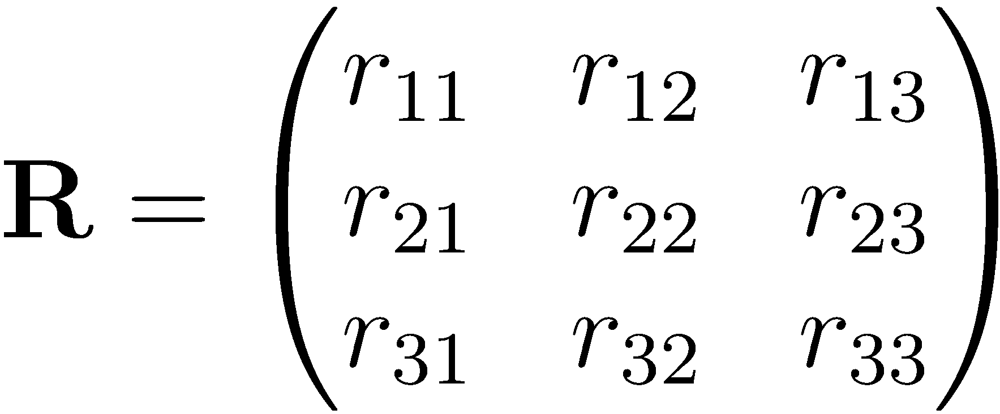 r₁₁ r₁₂ r₁₃
R = r₂₁ r₂₂ r₂₃
r₃₁ r₃₂ r₃₃